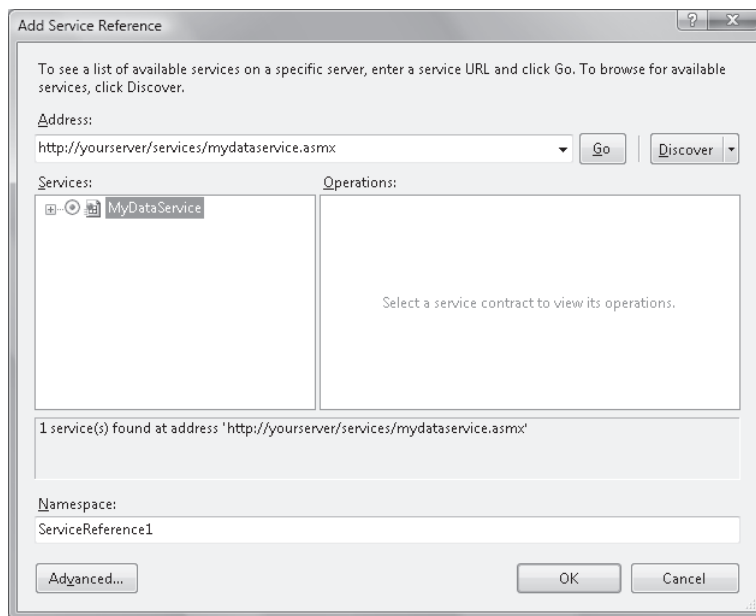 Add Service Reference
To see a list of available services on a specific server, enter a service URL and click Go. To browse for available
services, click Discover.
Address:
http://yourserver/services/mydataservice.asmx
Go
Discover
Services:
Operations:
MyDataService
Select a service contract to view its operations.
1 service(s) found at address 'http://yourserver/services/mydataservice.asmx'
Namespace:
ServiceReference1
Advanced...
OK
Cancel